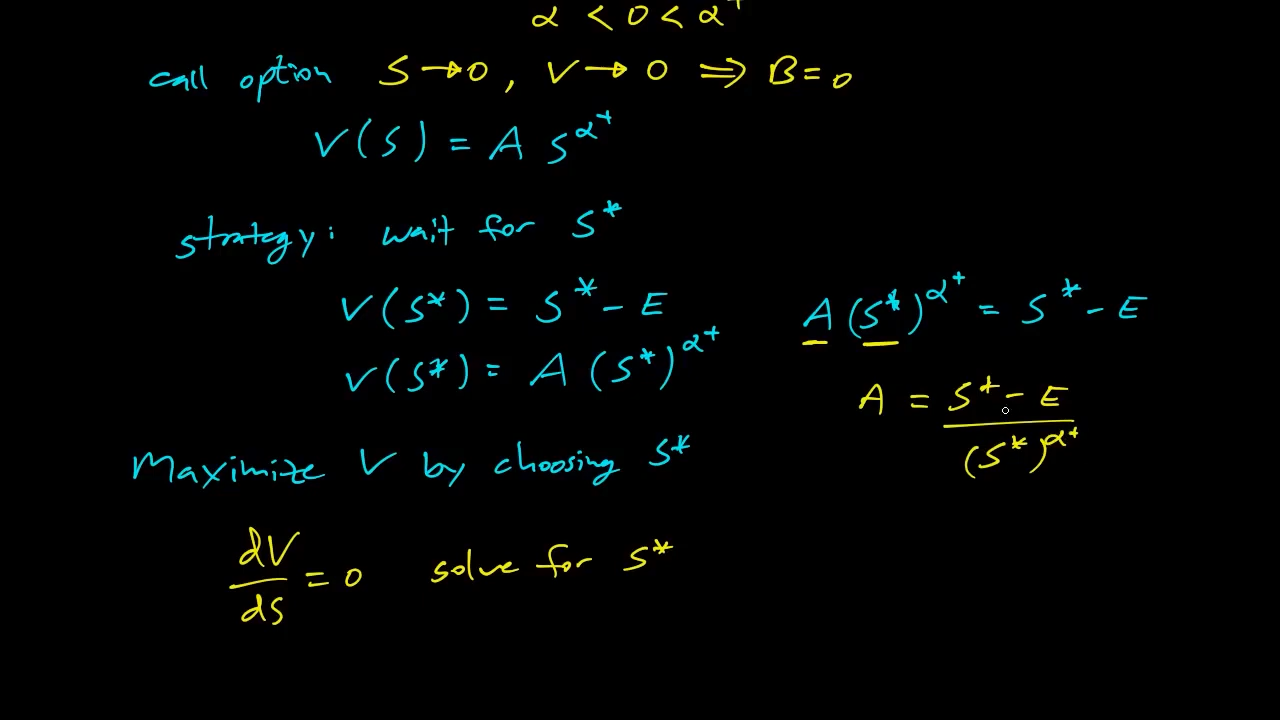 α < 0 < α⁺
call option S → 0, V → 0 ⇒ B = 0
V(S) = A S^α⁺
strategy: wait for S*
V(S*) = S* - E
V(S*) = A (S*)^α⁺
A (S*)^α⁺ = S* - E
A = S* - E
(S*)^α⁺
Maximize V by choosing S*
dV
dS
= 0 solve for S*